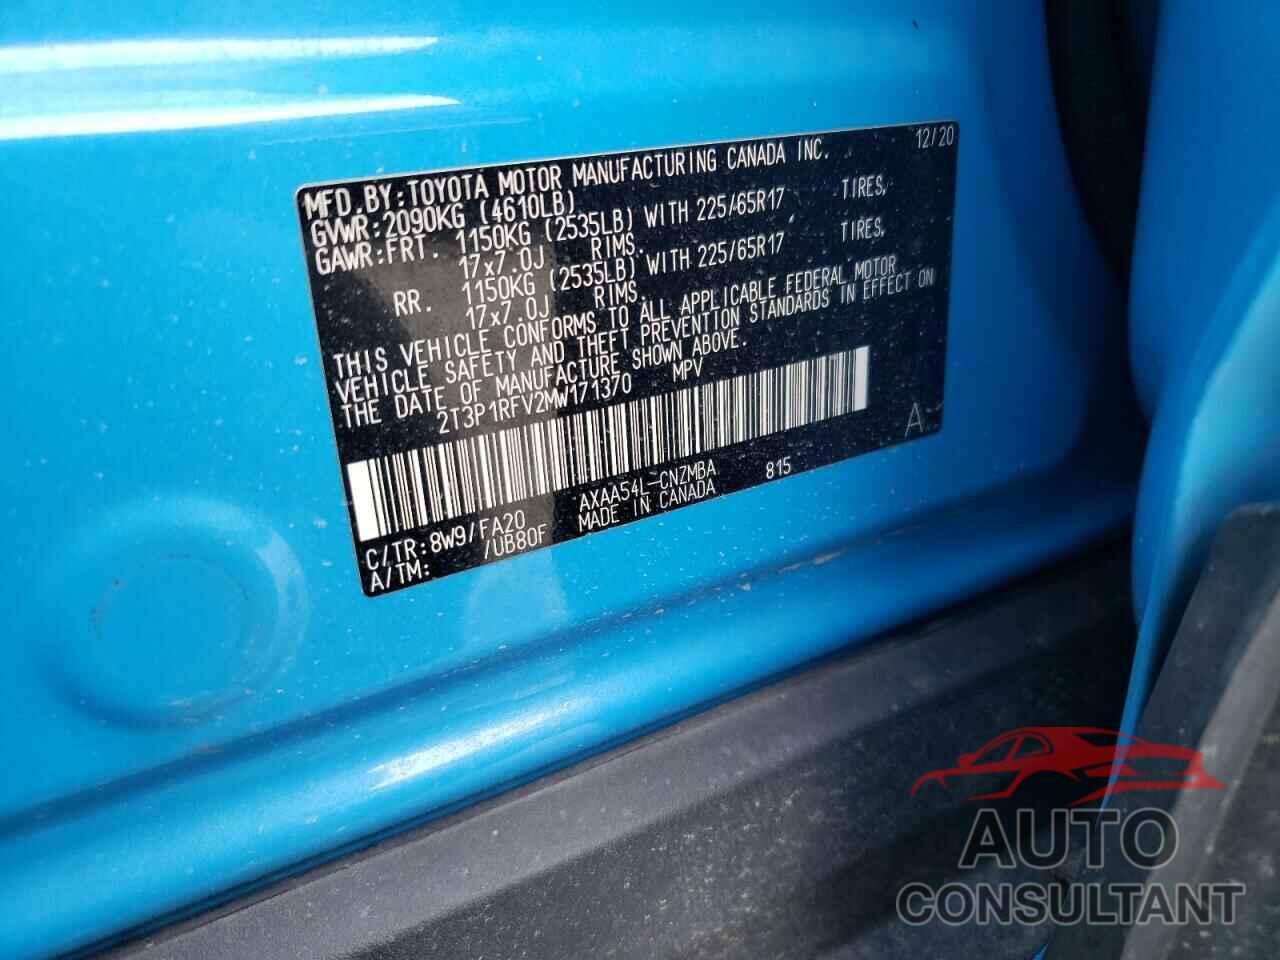 MFD.BY:TOYOTA MOTOR MANUFACTURING CANADA INC. 12/20
GVWR:2090KG (4610LB)
GAWR:FRT. 1150KG (2535LB) WITH 225/65R17 TIRES,
17x7.0J RIMS.
RR. 1150KG (2535LB) WITH 225/65R17 TIRES,
17x7.0J RIMS.
THIS VEHICLE CONFORMS TO ALL APPLICABLE FEDERAL MOTOR
VEHICLE SAFETY AND THEFT PREVENTION STANDARDS IN EFFECT ON
THE DATE OF MANUFACTURE SHOWN ABOVE.
2T3P1RFV2MW171370 MPV
A
C/TR:8W9/FA20 AXAA54L-CNZMBA 815
A/TM: /UB80F MADE IN CANADA
AUTO
CONSULTANT